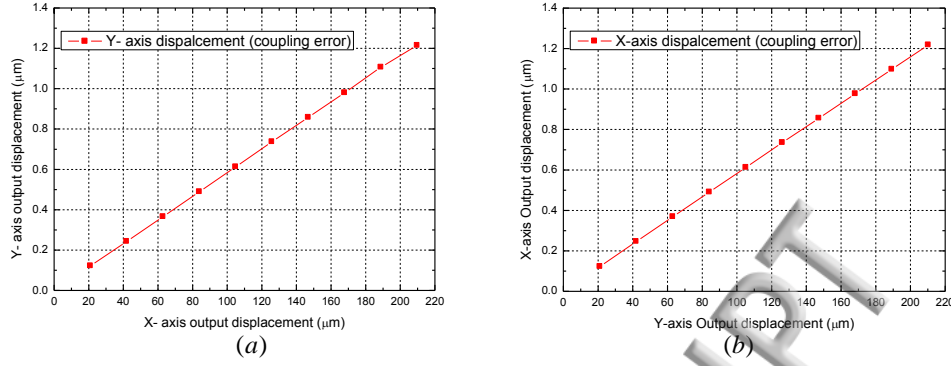 1.4
1.2
1.0
0.8
0.6
0.4
0.2
0.0
Y- axis output displacement (μm)
Y- axis dispalcement (coupling error)
0 20 40 60 80 100 120 140 160 180 200 220
X- axis output displacement (μm)
(a)
1.4
1.2
1.0
0.8
0.6
0.4
0.2
0.0
X-axis Output displacement (μm)
X-axis dispalcement (coupling error)
0 20 40 60 80 100 120 140 160 180 200 220
Y-axis Output displacement (μm)
(b)
IPT